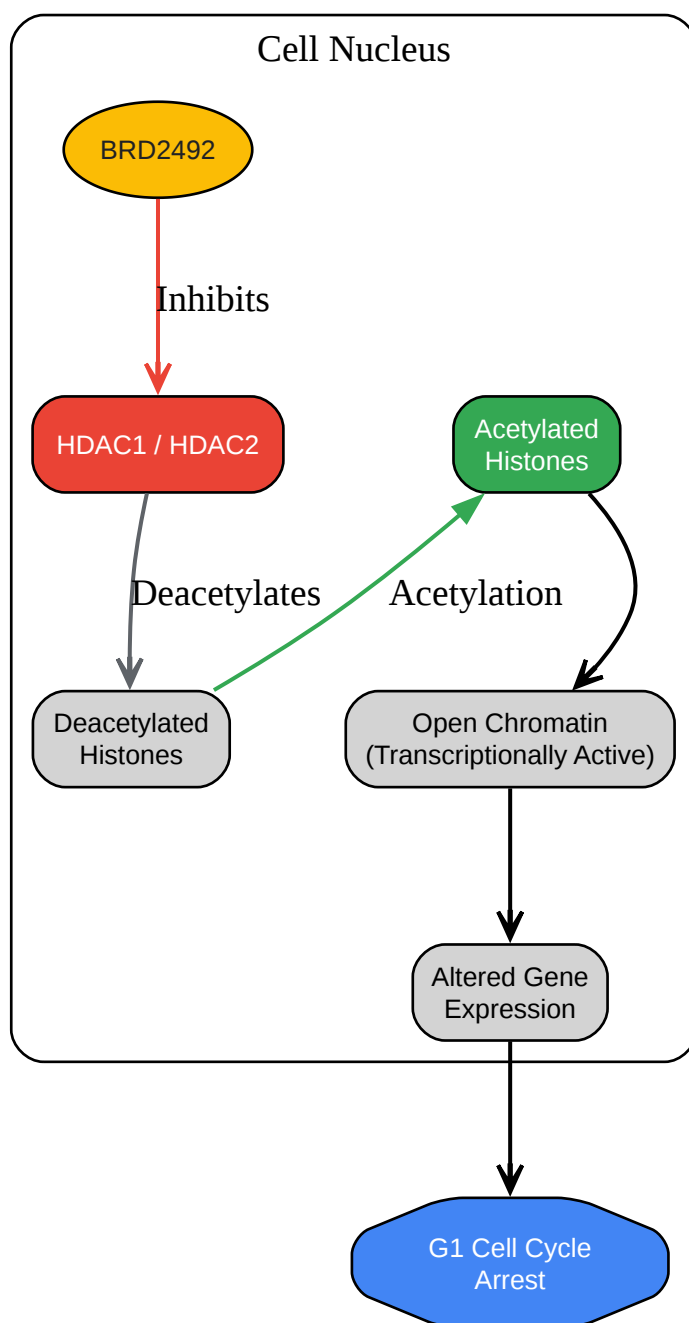 Cell Nucleus
BRD2492
Inhibits
HDAC1 / HDAC2
Acetylated
Histones
Deacetylates
Acetylation
Deacetylated
Histones
Open Chromatin
(Transcriptionally Active)
Altered Gene
Expression
G1 Cell Cycle
Arrest